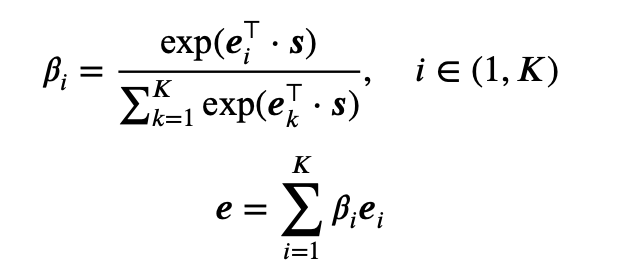 β_i = exp(e_i^⊤ · s) / ∑_{k=1}^{K} exp(e_k^⊤ · s), i ∈ (1, K)
e = ∑_{i=1}^{K} β_i e_i